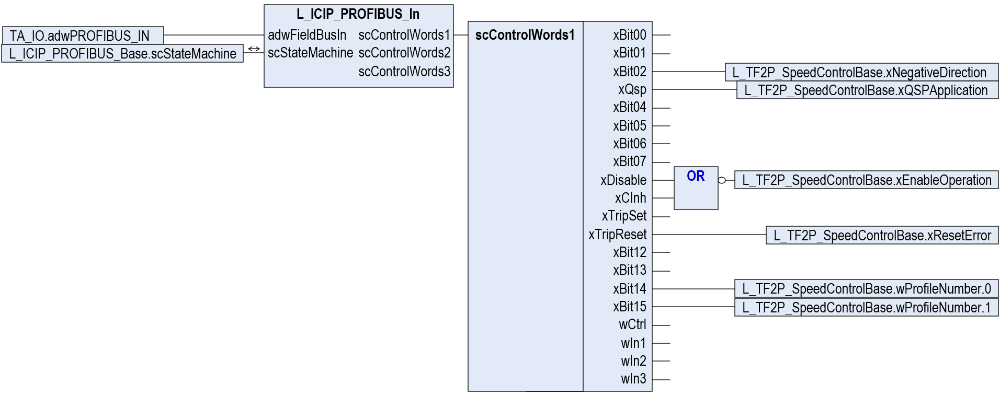 L_ICIP_PROFIBUS_In
TA_IO.adwPROFIBUS_IN
adwFieldBusIn scControlWords1
L_ICIP_PROFIBUS_Base.scStateMachine
scStateMachine scControlWords2
scControlWords3
scControlWords1
xBit00
xBit01
xBit02
L_TF2P_SpeedControlBase.xNegativeDirection
xQsp
L_TF2P_SpeedControlBase.xQSPApplication
xBit04
xBit05
xBit06
xBit07
xDisable
OR
L_TF2P_SpeedControlBase.xEnableOperation
xCInh
xTripSet
xTripReset
L_TF2P_SpeedControlBase.xResetError
xBit12
xBit13
xBit14
L_TF2P_SpeedControlBase.wProfileNumber.0
xBit15
L_TF2P_SpeedControlBase.wProfileNumber.1
wCtrl
wIn1
wIn2
wIn3